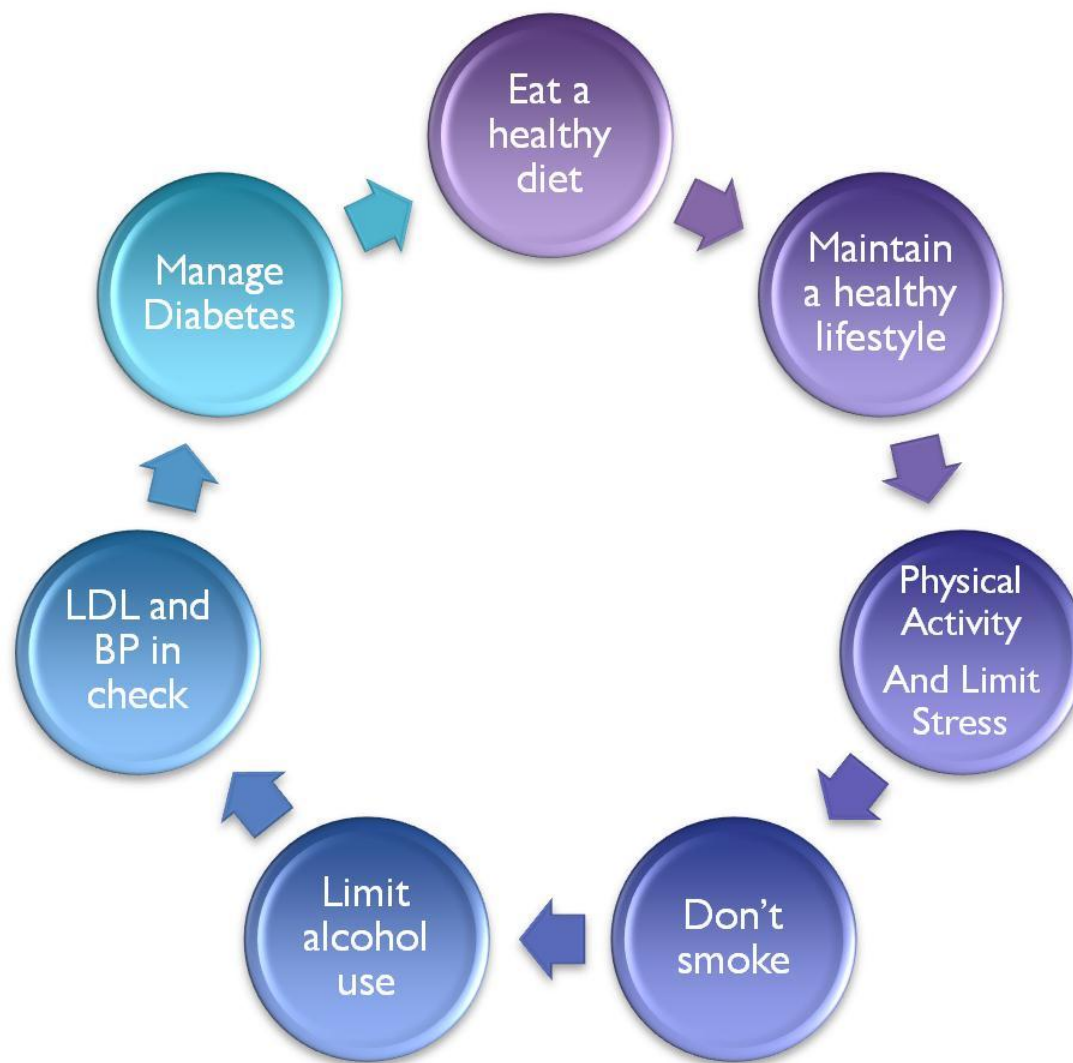 Eat a
healthy
diet
Maintain
a healthy
lifestyle
Physical
Activity
And Limit
Stress
Don’t
smoke
Limit
alcohol
use
LDL and
BP in
check
Manage
Diabetes